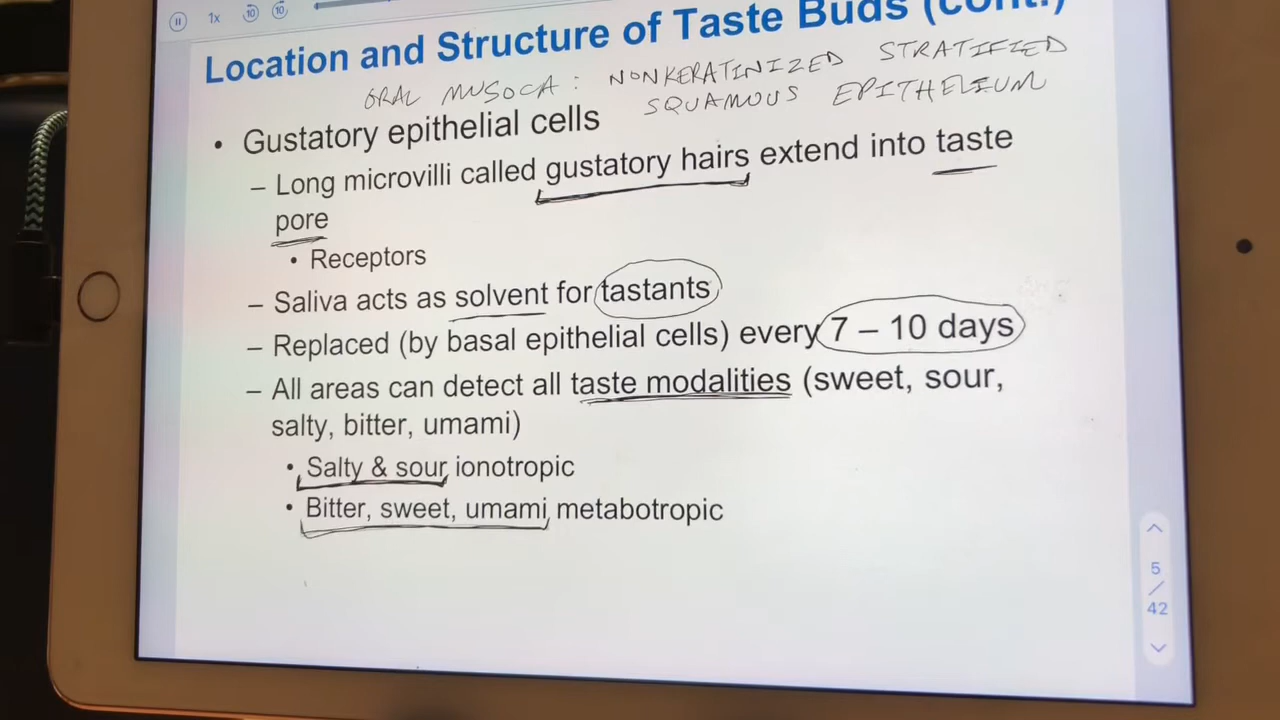 1x
10 10
Location and Structure of Taste Buds (cont.)
ORAL MUSOCA : NONKERATINIZED STRATIFIED
SQUAMOUS EPITHELIUM
• Gustatory epithelial cells
– Long microvilli called gustatory hairs extend into taste
pore
• Receptors
– Saliva acts as solvent for tastants
– Replaced (by basal epithelial cells) every 7 – 10 days
– All areas can detect all taste modalities (sweet, sour,
salty, bitter, umami)
• Salty & sour ionotropic
• Bitter, sweet, umami metabotropic
5
/
42